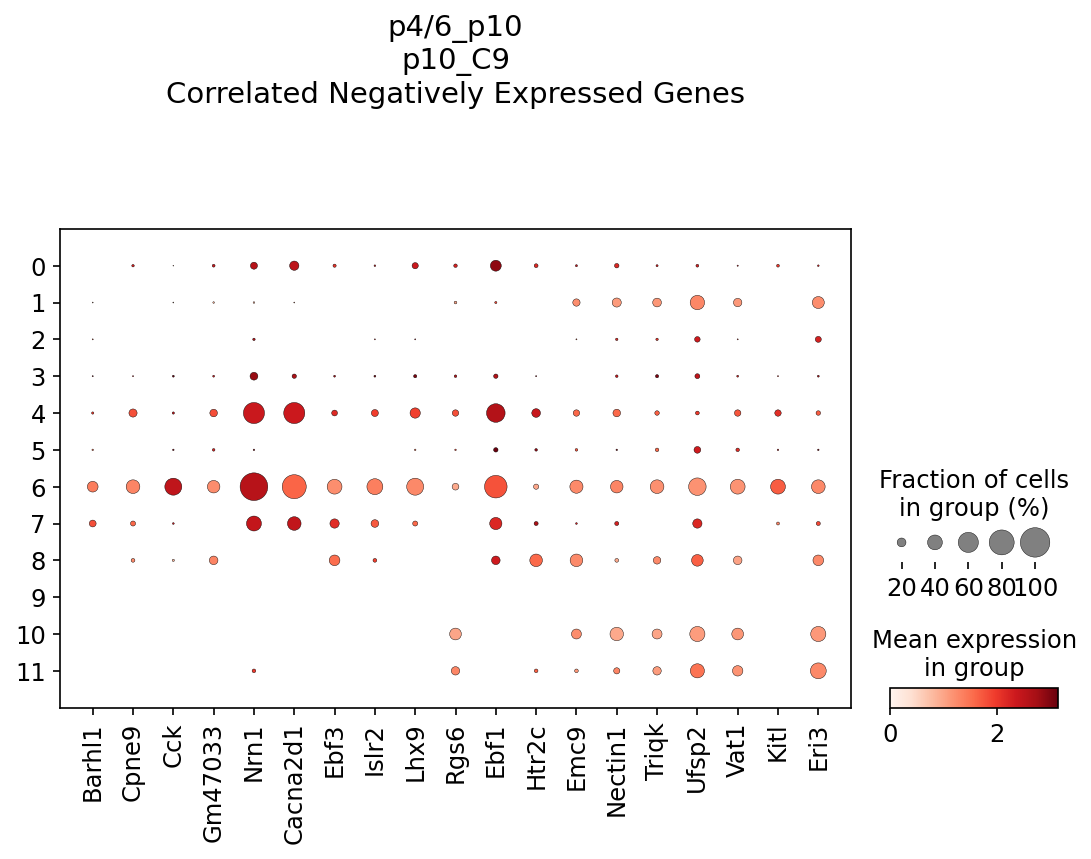 p4/6_p10
p10_C9
Correlated Negatively Expressed Genes
0
1
2
3
4
5
6
7
8
9
10
11
Barhl1
Cpne9
Cck
Gm47033
Nrn1
Cacna2d1
Ebf3
Islr2
Lhx9
Rgs6
Ebf1
Htr2c
Emc9
Nectin1
Triqk
Ufsp2
Vat1
Kitl
Eri3
Fraction of cells
in group (%)
20 40 60 80 100
Mean expression
in group
0 2